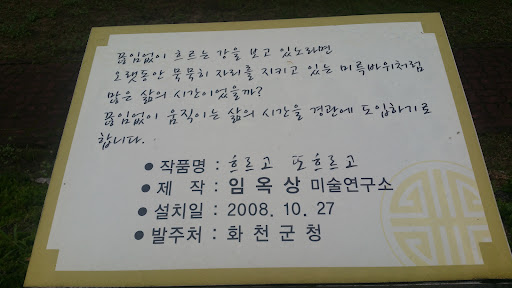 끊임없이 흐르는 강을 보고 있노라면
오랫동안 묵묵히 자리를 지키고 있는 미륵바위처럼
많은 삶의 시간이었을까?
끊임없이 움직이는 삶의 시간을 경관에 도입하기로
합니다.
● 작품명 : 흐르고 또흐르고
● 제 작 : 임옥상 미술연구소
● 설치일 : 2008. 10. 27
● 발주처 : 화천군청